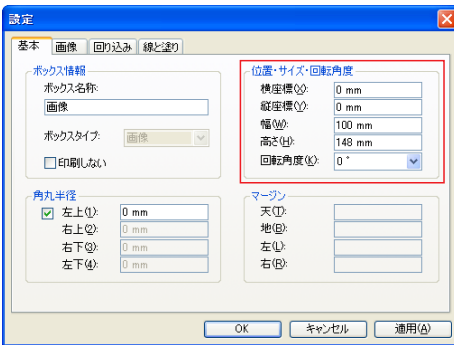 設定
基本 画像 回り込み 線と塗り
ボックス情報
ボックス名称:
画像
ボックスタイプ: 画像
印刷しない
位置・サイズ・回転角度
横座標(X): 0 mm
縦座標(Y): 0 mm
幅(W): 100 mm
高さ(H): 148 mm
回転角度(K): 0 °
角丸半径
左上(1): 0 mm
右上(2): 0 mm
右下(3): 0 mm
左下(4): 0 mm
マージン
天(T):
地(B):
左(L):
右(R):
OK キャンセル 適用(A)